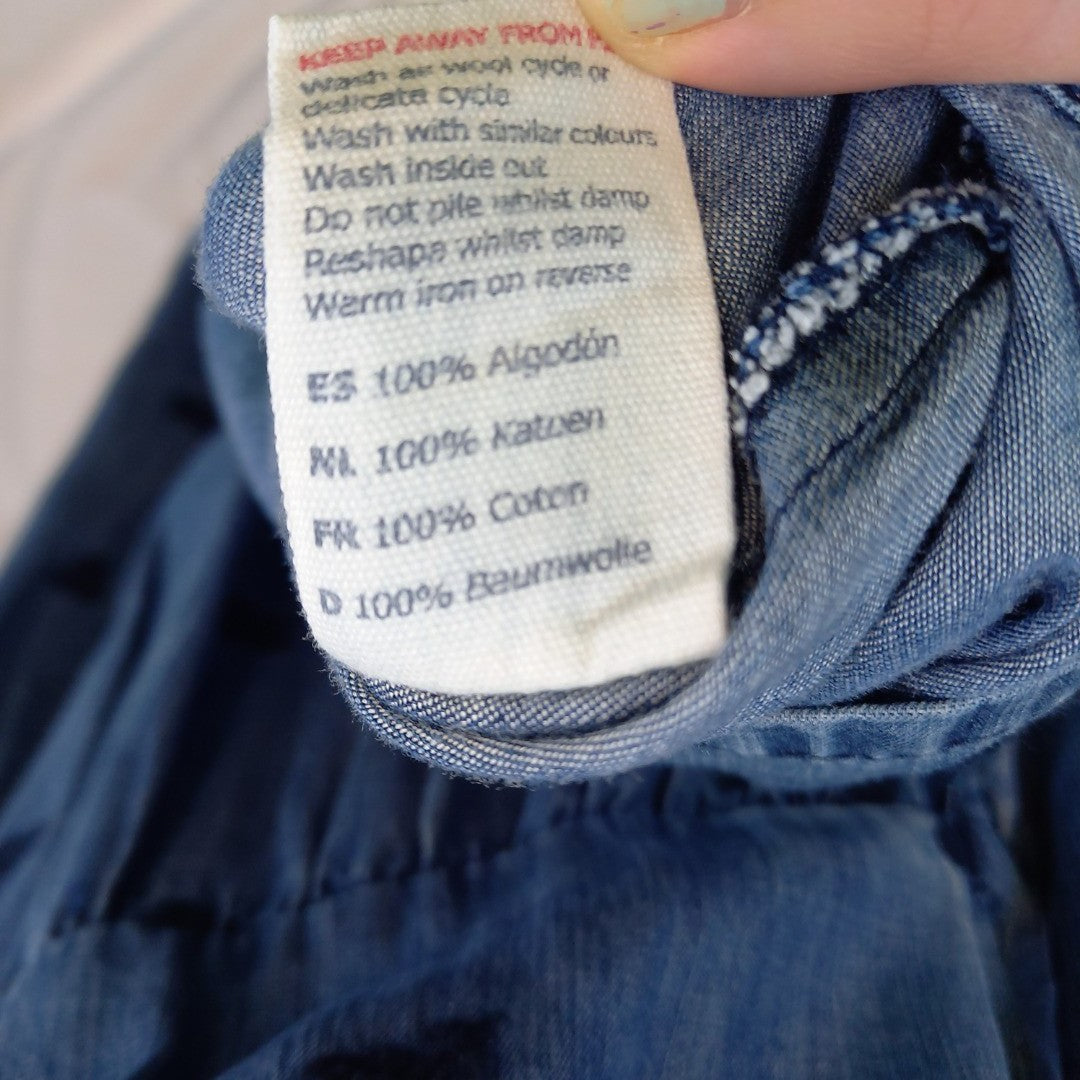 KEEP AWAY FROM
Wash as wool cycle or
delicate cycle
Wash with similar colours
Wash inside out
Do not pile whilst damp
Reshape whilst damp
Warm iron on reverse
ES 100% Algodón
NL 100% Katoen
FR 100% Coton
D 100% Baumwolle